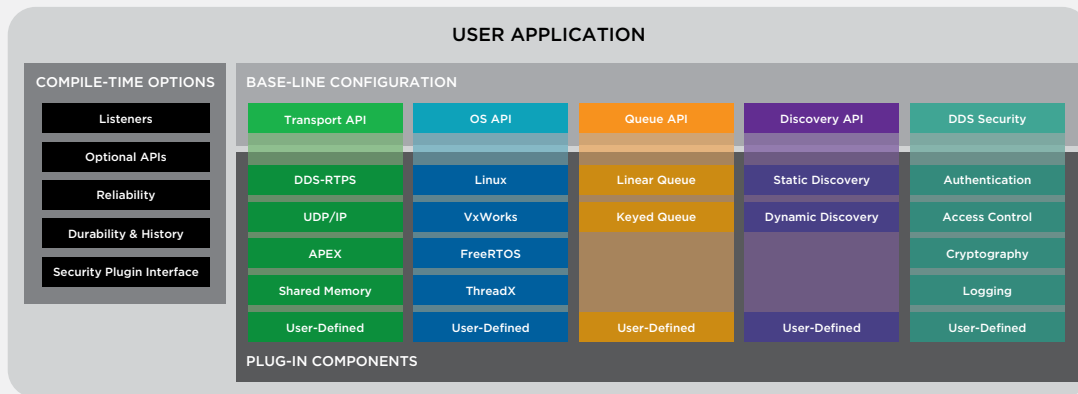 USER APPLICATION
COMPILE-TIME OPTIONS
Listeners
Optional APIs
Reliability
Durability & History
Security Plugin Interface
BASE-LINE CONFIGURATION
Transport API
OS API
Queue API
Discovery API
DDS Security
DDS-RTPS
Linux
Linear Queue
Static Discovery
Authentication
UDP/IP
VxWorks
Keyed Queue
Dynamic Discovery
Access Control
APEX
FreeRTOS
Cryptography
Shared Memory
ThreadX
Logging
User-Defined
User-Defined
User-Defined
User-Defined
User-Defined
PLUG-IN COMPONENTS